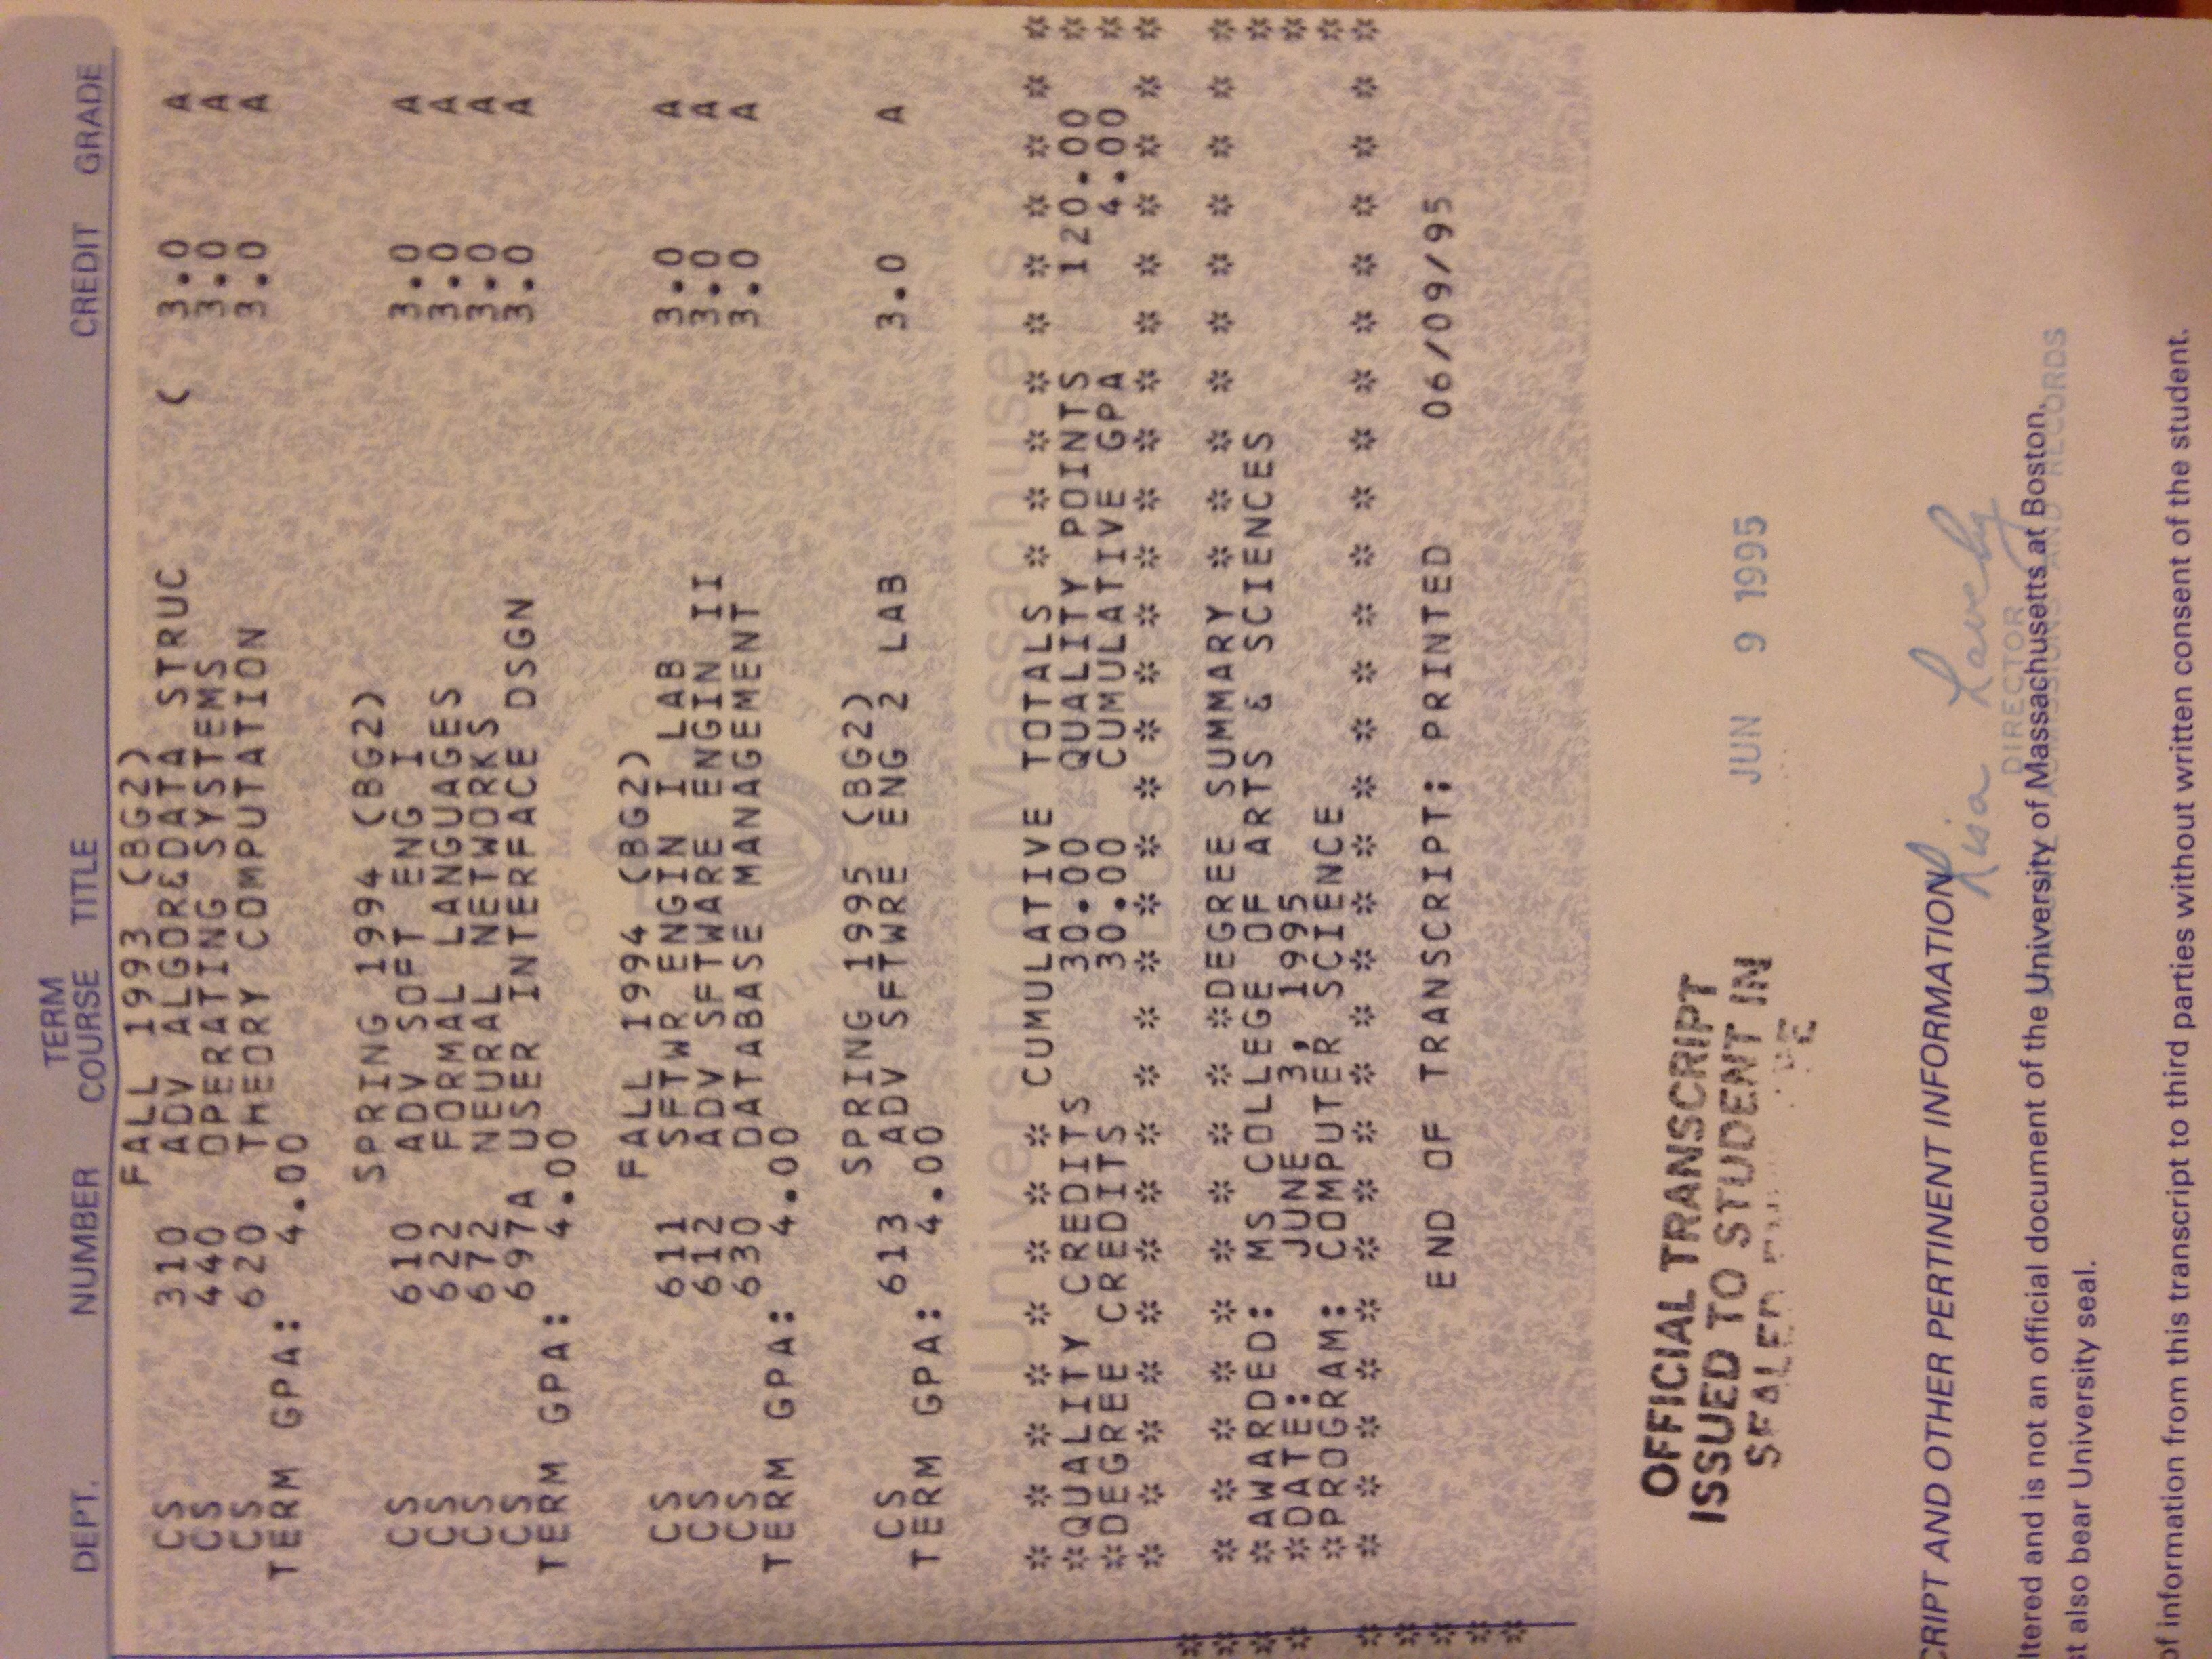 TERM
DEPT. NUMBER COURSE TITLE CREDIT GRADE
FALL 1993 (BG2)
CS 310 ADV ALGOR&DATA STRUC ( 3.0 A
CS 440 OPERATING SYSTEMS 3.0 A
CS 620 THEORY COMPUTATION 3.0 A
TERM GPA: 4.00
SPRING 1994 (BG2)
CS 610 ADV SOFT ENG I 3.0 A
CS 622 FORMAL LANGUAGES 3.0 A
CS 672 NEURAL NETWORKS 3.0 A
CS 697A USER INTERFACE DSGN 3.0 A
TERM GPA: 4.00
FALL 1994 (BG2)
CS 611 SFTWR ENGIN I LAB 3.0 A
CS 612 ADV SFTWARE ENGIN II 3.0 A
CS 630 DATABASE MANAGEMENT 3.0 A
TERM GPA: 4.00
SPRING 1995 (BG2)
CS 613 ADV SFTWRE ENG 2 LAB 3.0 A
TERM GPA: 4.00
University of Massachusetts
* * * * * * * * CUMULATIVE TOTALS * * * * * * * * * *
*QUALITY CREDITS 30.00 QUALITY POINTS 120.00 *
*DEGREE CREDITS 30.00 CUMULATIVE GPA 4.00 *
* * * * * * * * * * * * * * * * * * * * * * * * * * *
Boston
* * * * * * * * * *DEGREE SUMMARY * * * * * * * * * *
*AWARDED: MS COLLEGE OF ARTS & SCIENCES *
*DATE: JUNE 3, 1995 *
*PROGRAM: COMPUTER SCIENCE *
* * * * * * * * * * * * * * * * * * * * * * * * * * *
END OF TRANSCRIPT: PRINTED 06/09/95
OFFICIAL TRANSCRIPT
ISSUED TO STUDENT IN
SEALED
JUN 9 1995
CRIPT AND OTHER PERTINENT INFORMATION
Lisa
DIRECTOR
ltered and is not an official document of the University of Massachusetts at Boston.
ADMISSIONS AND RECORDS
st also bear University seal.
of information from this transcript to third parties without written consent of the student.